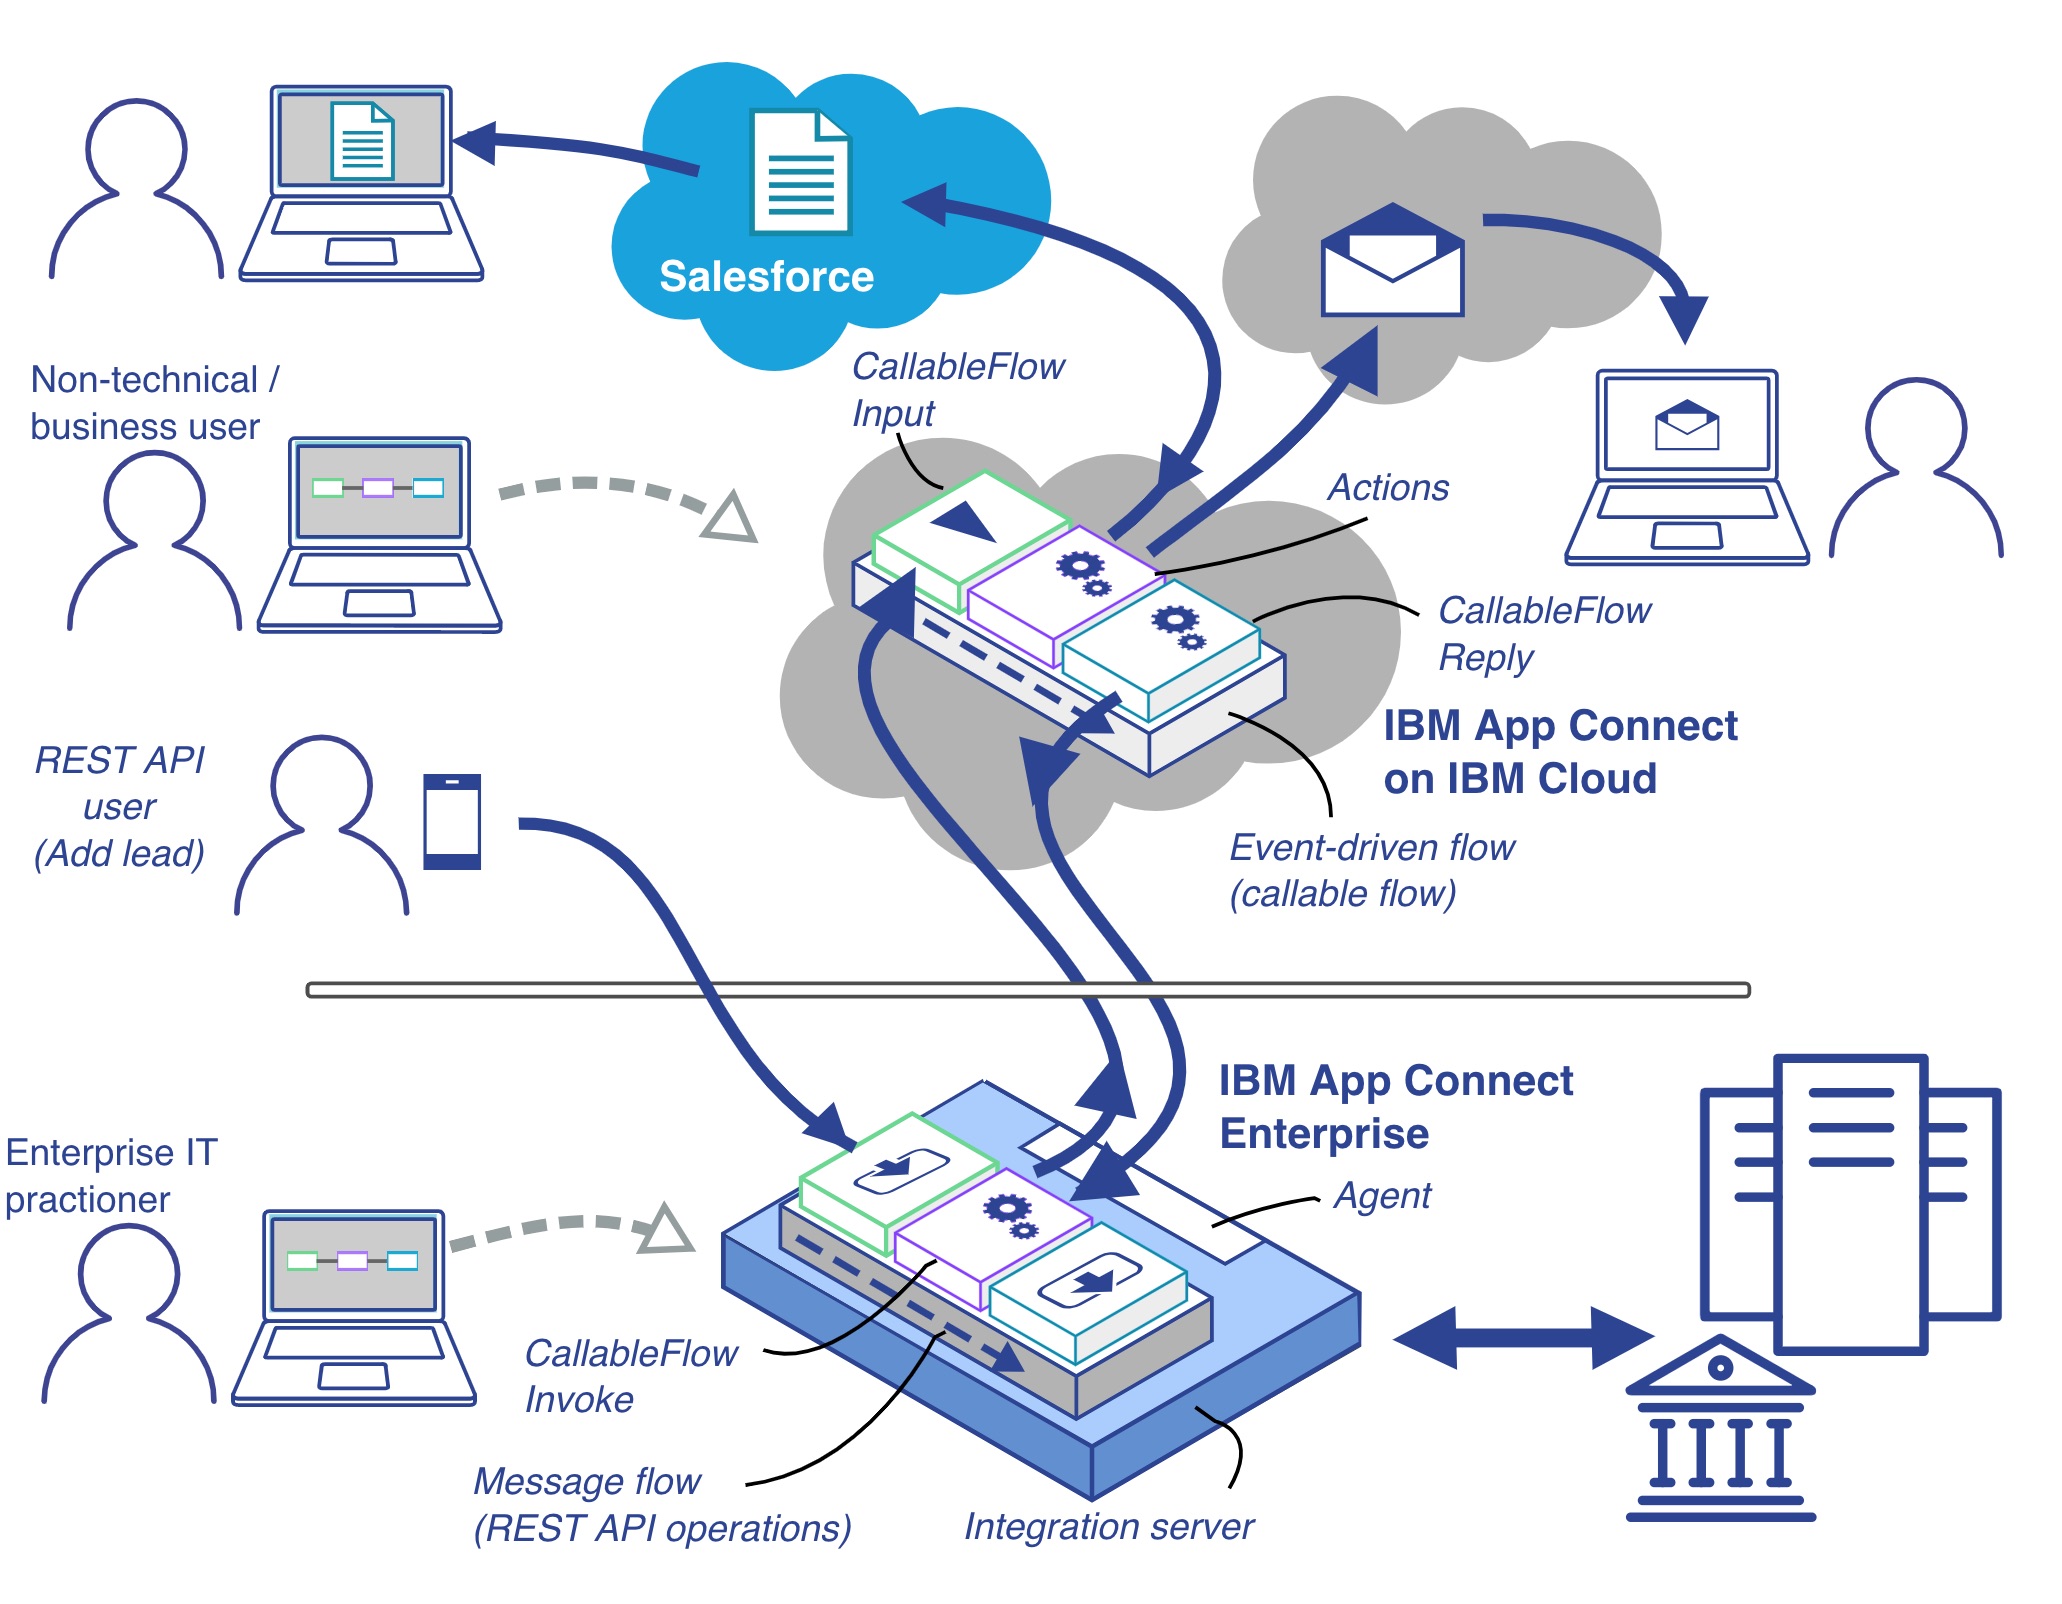 Salesforce
CallableFlow
Input
Non-technical /
business user
Actions
CallableFlow
Reply
IBM App Connect
on IBM Cloud
REST API
user
(Add lead)
Event-driven flow
(callable flow)
IBM App Connect
Enterprise
Enterprise IT
practioner
Agent
CallableFlow
Invoke
Message flow
(REST API operations)
Integration server